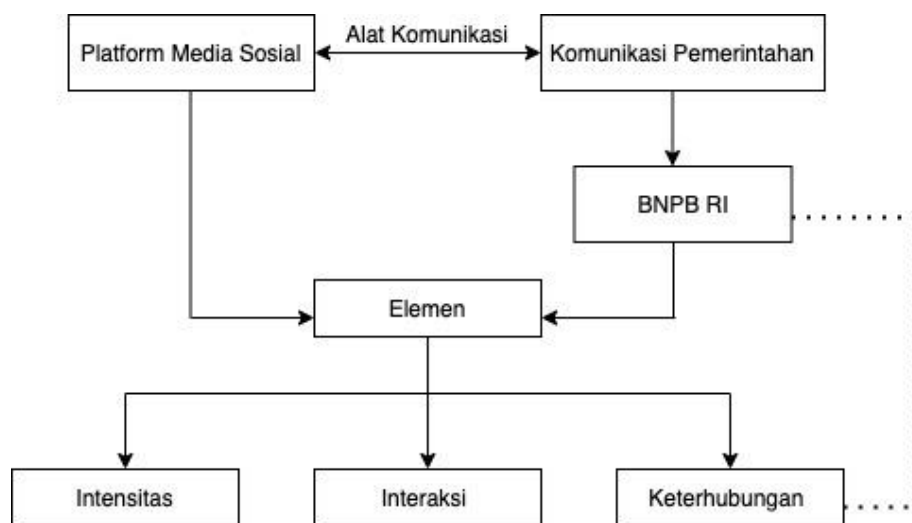 Platform Media Sosial
Alat Komunikasi
Komunikasi Pemerintahan
BNPB RI
Elemen
Intensitas
Interaksi
Keterhubungan